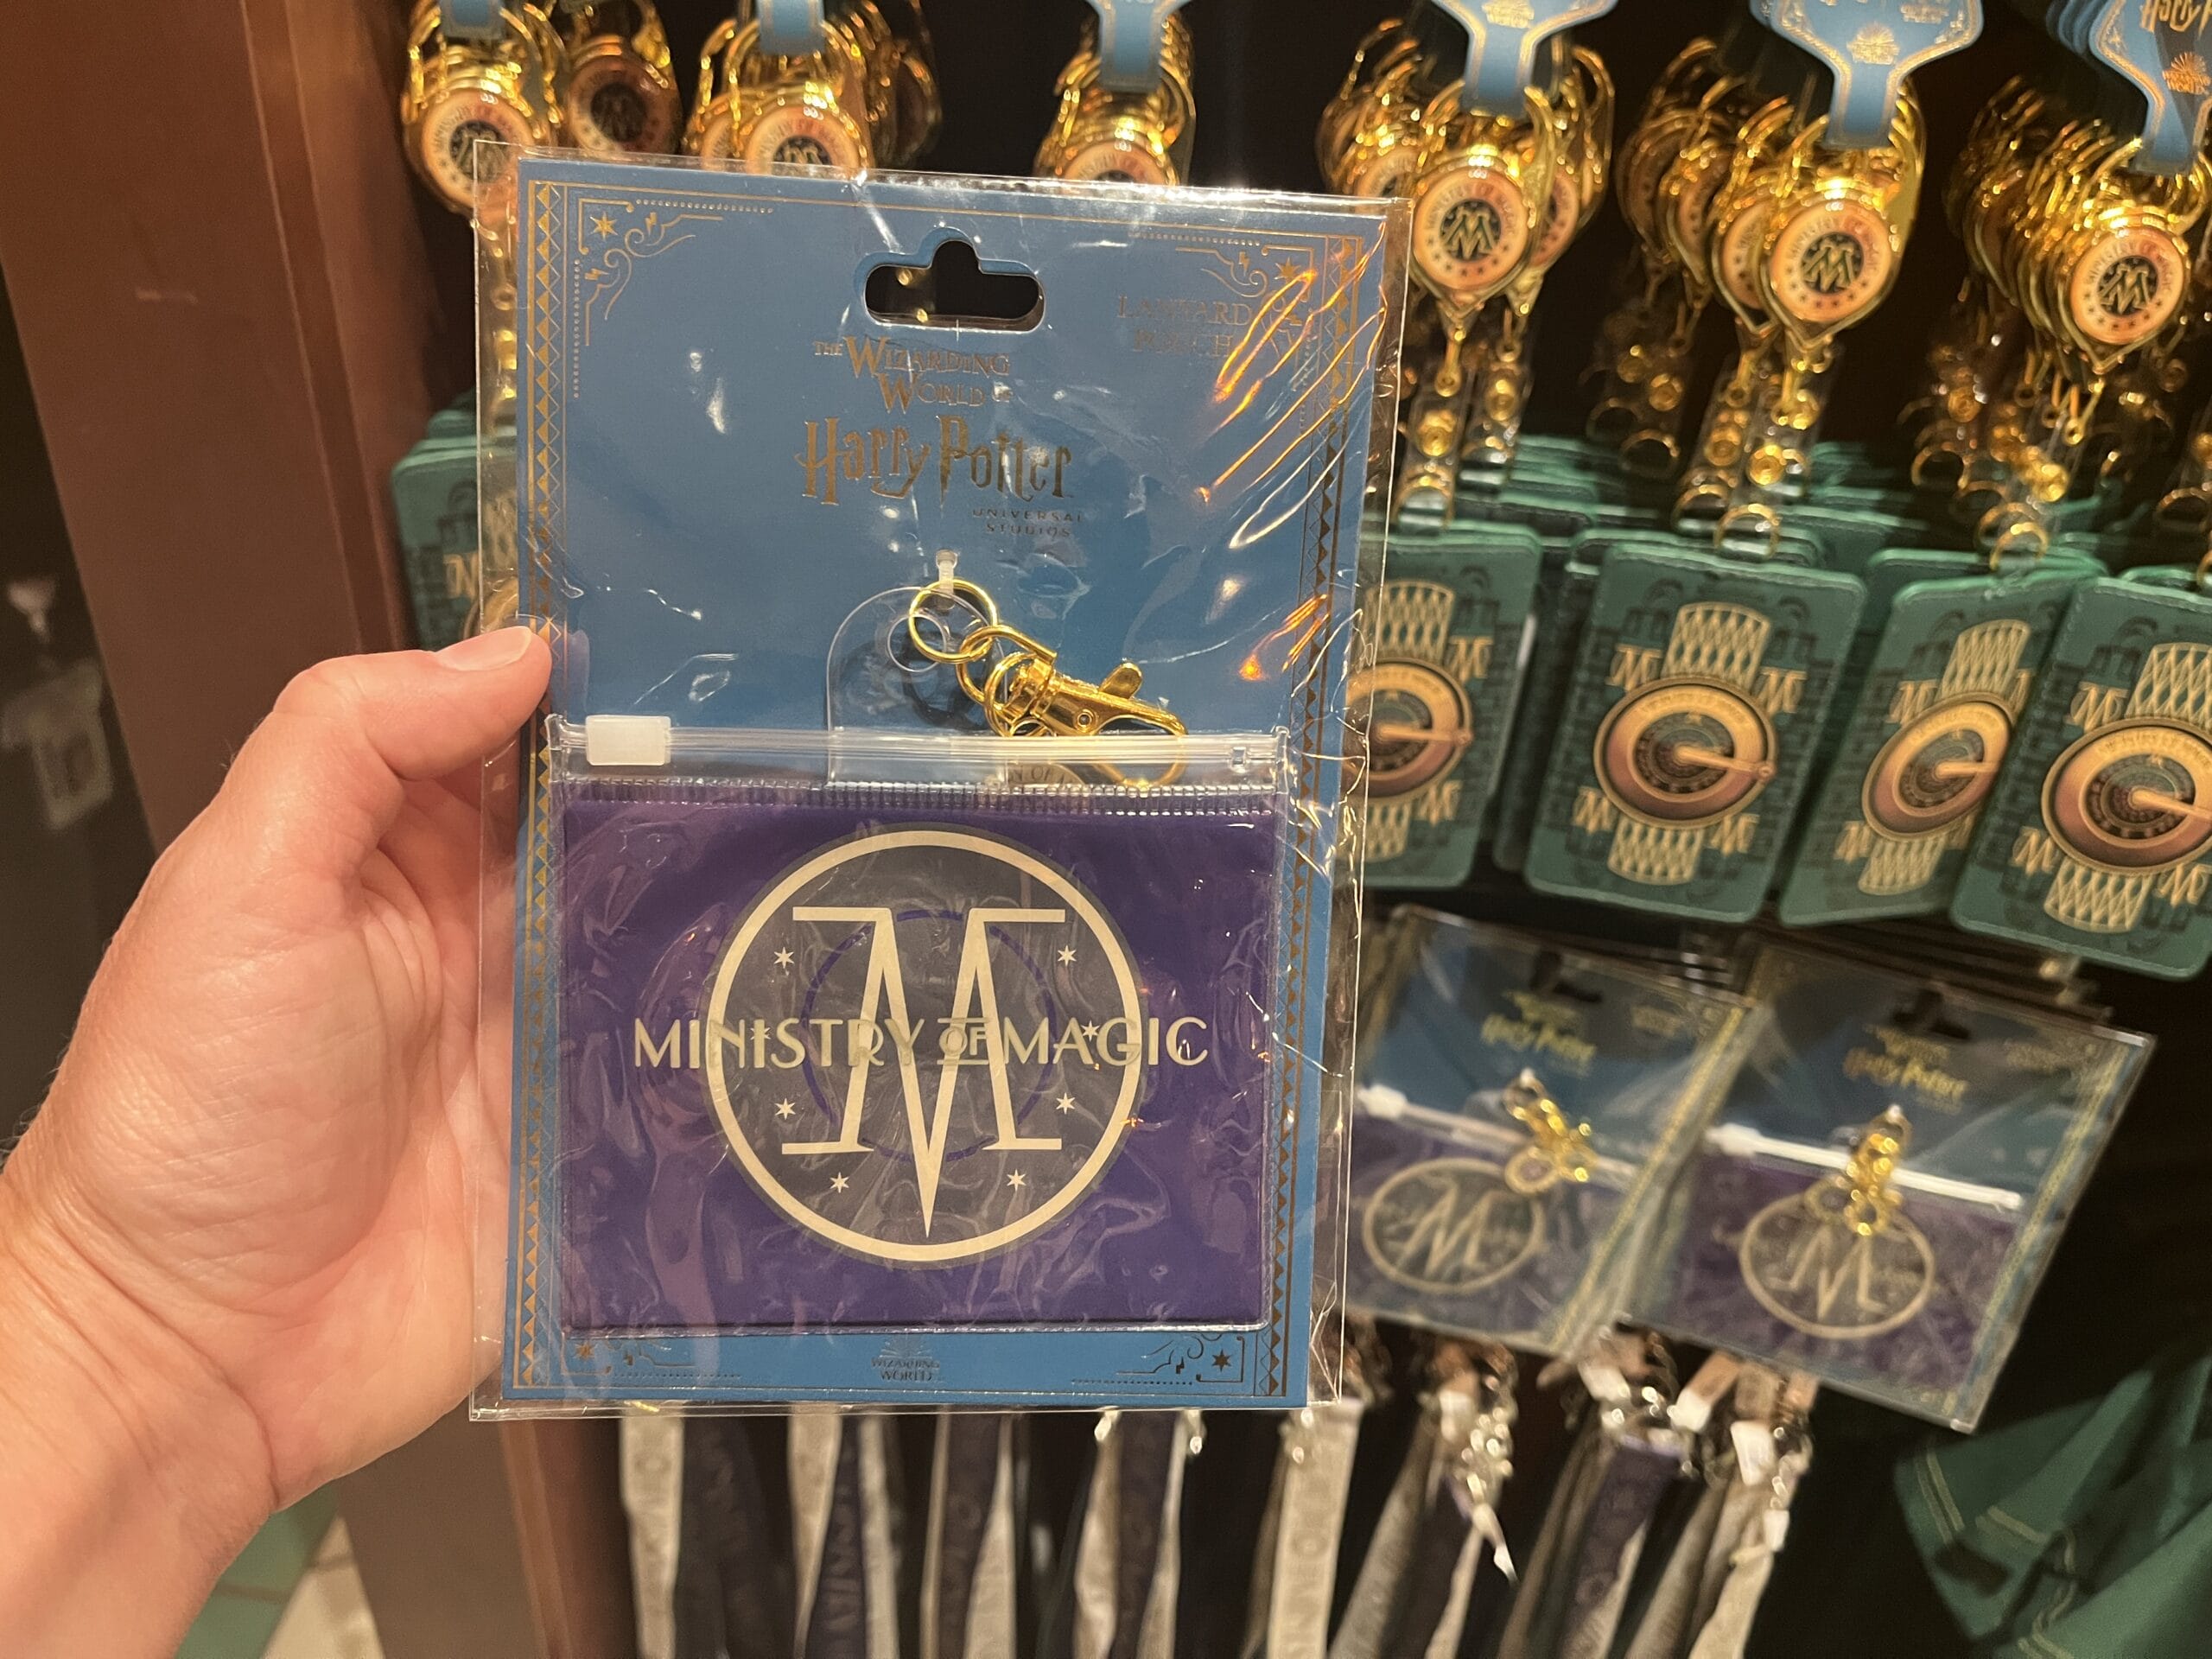 THE WIZARDING
WORLD OF
Harry Potter
UNIVERSAL
STUDIOS
LANYARD
POUCH
M
MINISTRY OF MAGIC
WIZARDING
WORLD